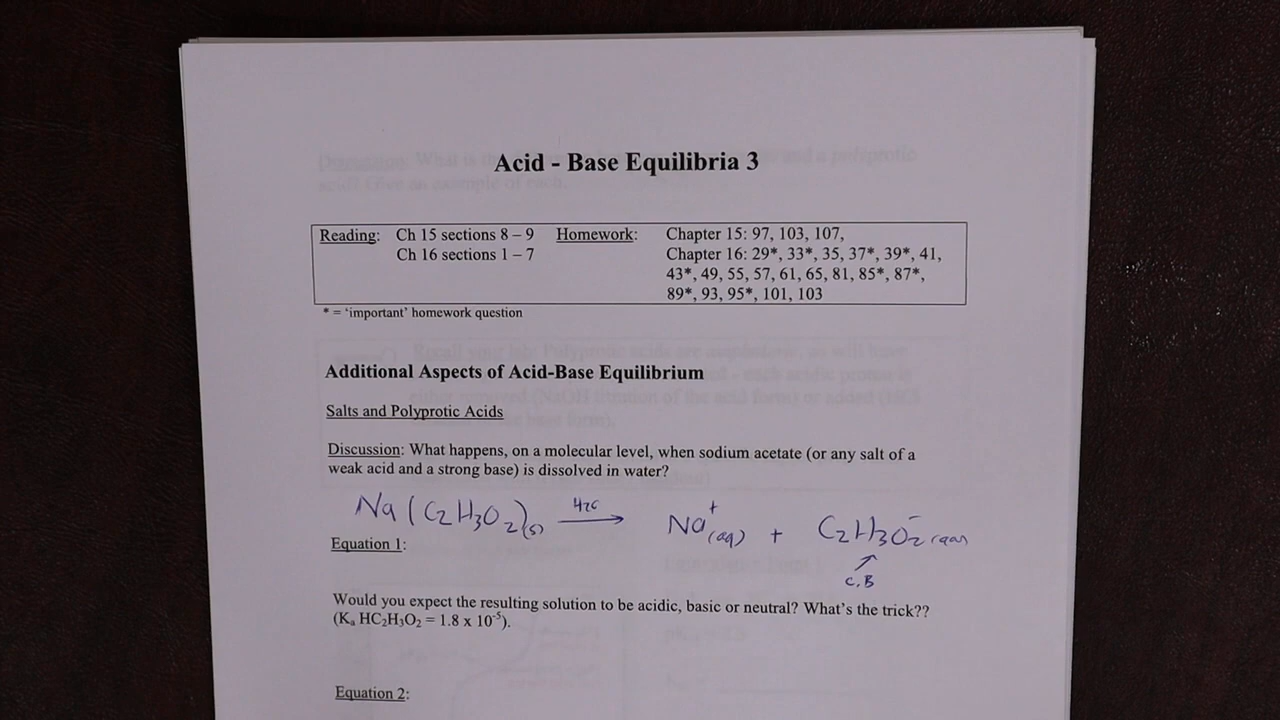 Acid - Base Equilibria 3
Reading: Ch 15 sections 8 – 9 Homework: Chapter 15: 97, 103, 107,
Ch 16 sections 1 – 7 Chapter 16: 29*, 33*, 35, 37*, 39*, 41,
43*, 49, 55, 57, 61, 65, 81, 85*, 87*,
89*, 93, 95*, 101, 103
* = ‘important’ homework question
Additional Aspects of Acid-Base Equilibrium
Salts and Polyprotic Acids
Discussion: What happens, on a molecular level, when sodium acetate (or any salt of a
weak acid and a strong base) is dissolved in water?
Na(C₂H₃O₂)(s) H₂O → Na⁺(aq) + C₂H₃O₂⁻(aq)
Equation 1:
C.B
Would you expect the resulting solution to be acidic, basic or neutral? What's the trick??
(Kₐ HC₂H₃O₂ = 1.8 x 10⁻⁵).
Equation 2: